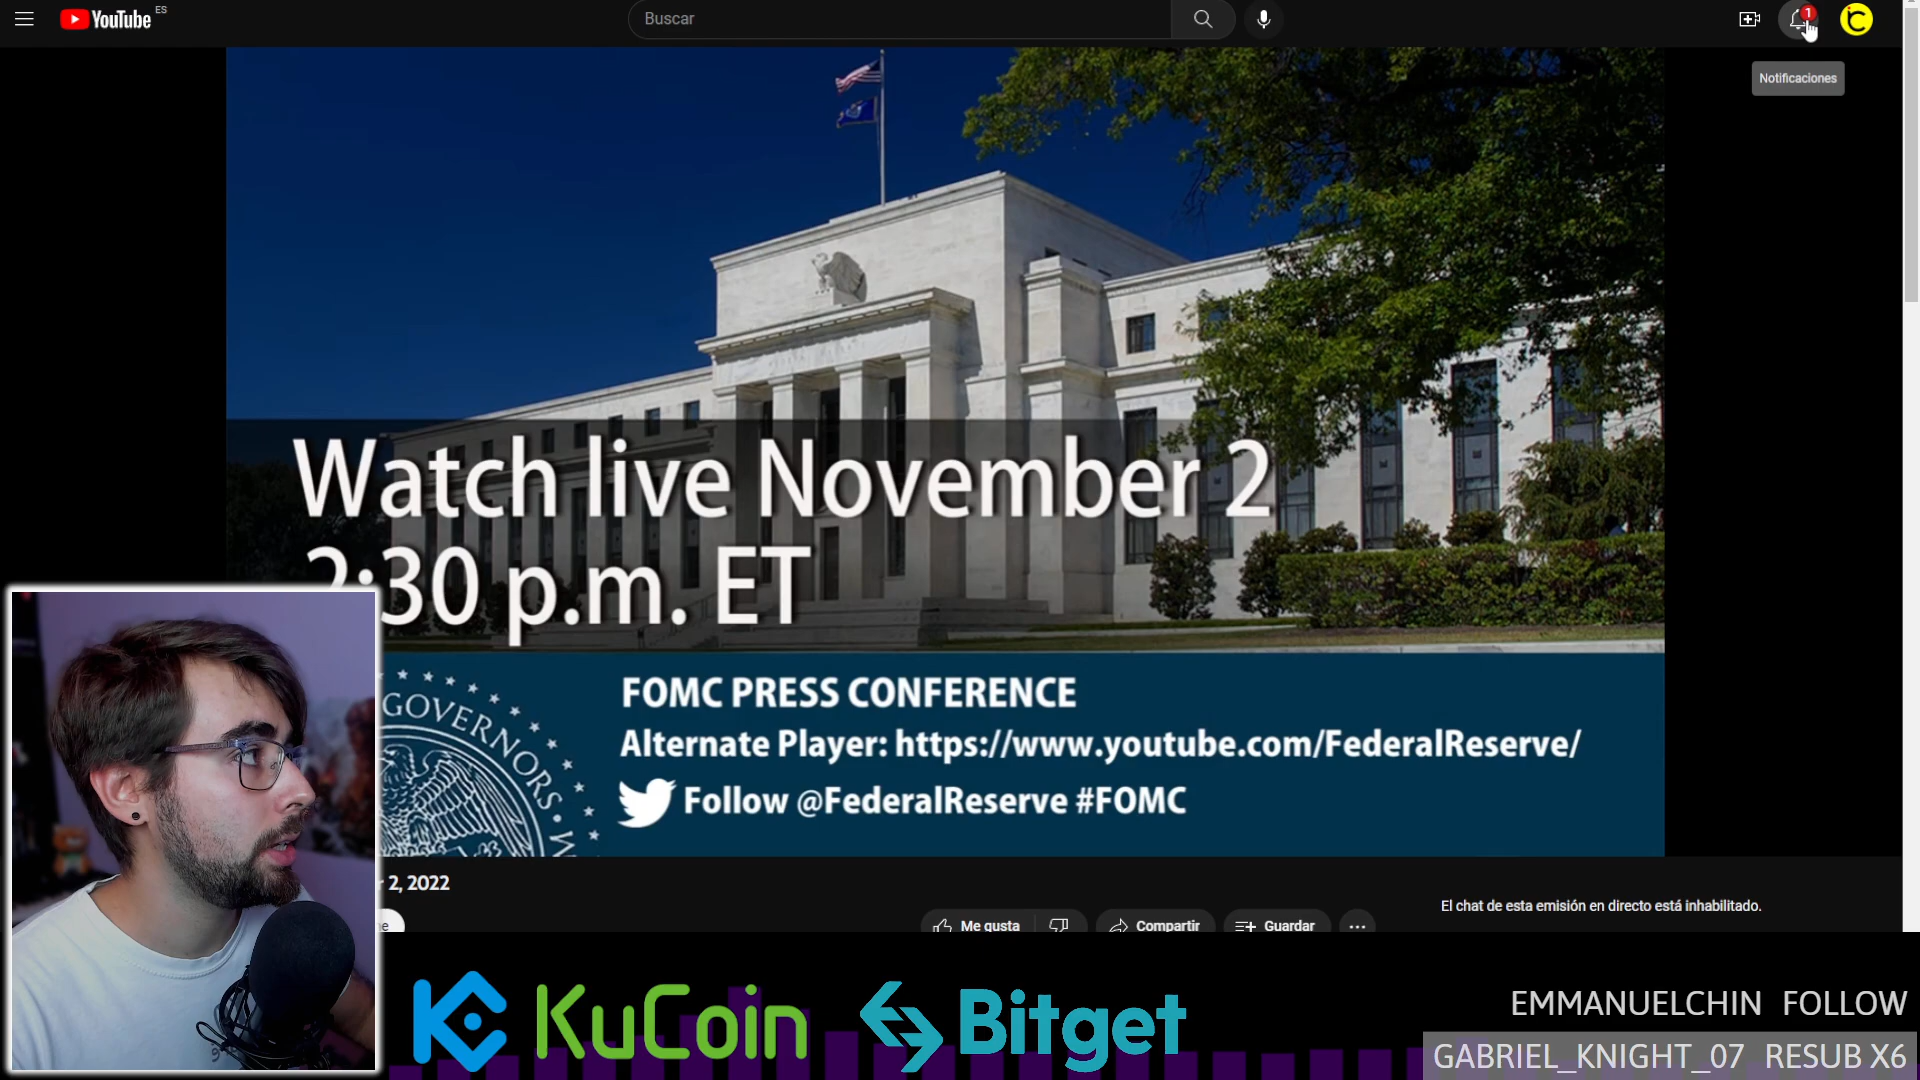 YouTube ES
Buscar
1
Notificaciones
Watch live November 2
2:30 p.m. ET
GOVERNORS
FOMC PRESS CONFERENCE
Alternate Player: https://www.youtube.com/FederalReserve/
Follow @FederalReserve #FOMC
2, 2022
Me gusta
Compartir
Guardar
El chat de esta emisión en directo está inhabilitado.
KuCoin
Bitget
EMMANUELCHIN FOLLOW
GABRIEL_KNIGHT_07 RESUB X6